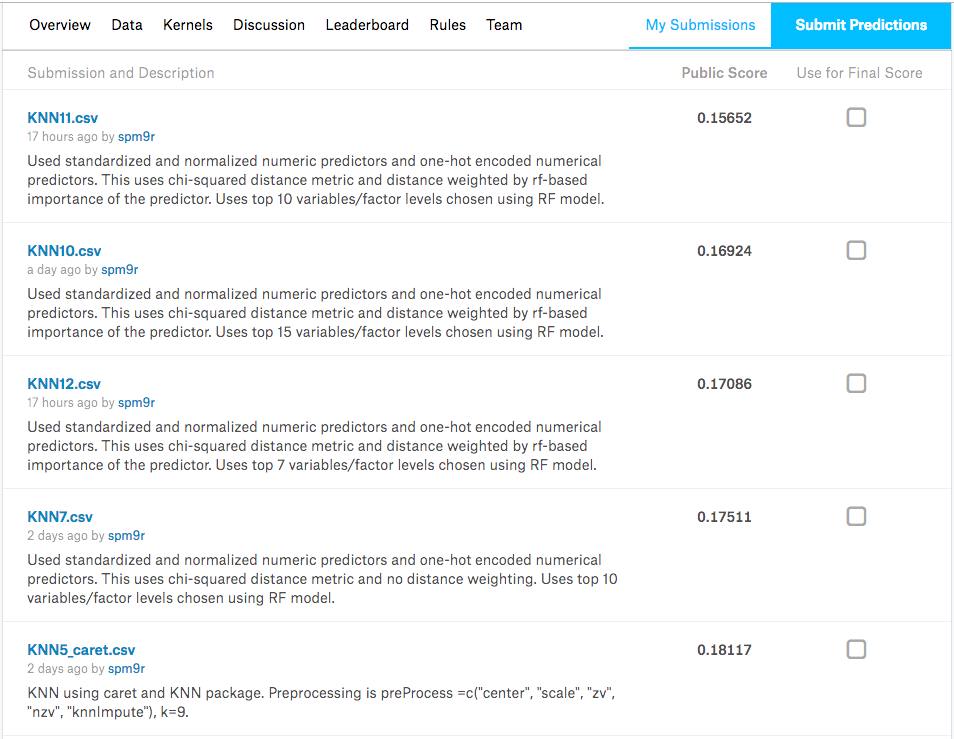 Overview Data Kernels Discussion Leaderboard Rules Team My Submissions Submit Predictions
Submission and Description Public Score Use for Final Score
KNN11.csv 0.15652
17 hours ago by spm9r
Used standardized and normalized numeric predictors and one-hot encoded numerical
predictors. This uses chi-squared distance metric and distance weighted by rf-based
importance of the predictor. Uses top 10 variables/factor levels chosen using RF model.
KNN10.csv 0.16924
a day ago by spm9r
Used standardized and normalized numeric predictors and one-hot encoded numerical
predictors. This uses chi-squared distance metric and distance weighted by rf-based
importance of the predictor. Uses top 15 variables/factor levels chosen using RF model.
KNN12.csv 0.17086
17 hours ago by spm9r
Used standardized and normalized numeric predictors and one-hot encoded numerical
predictors. This uses chi-squared distance metric and distance weighted by rf-based
importance of the predictor. Uses top 7 variables/factor levels chosen using RF model.
KNN7.csv 0.17511
2 days ago by spm9r
Used standardized and normalized numeric predictors and one-hot encoded numerical
predictors. This uses chi-squared distance metric and no distance weighting. Uses top 10
variables/factor levels chosen using RF model.
KNN5_caret.csv 0.18117
2 days ago by spm9r
KNN using caret and KNN package. Preprocessing is preProcess =c("center", "scale", "zv",
"nzv", "knnImpute"), k=9.